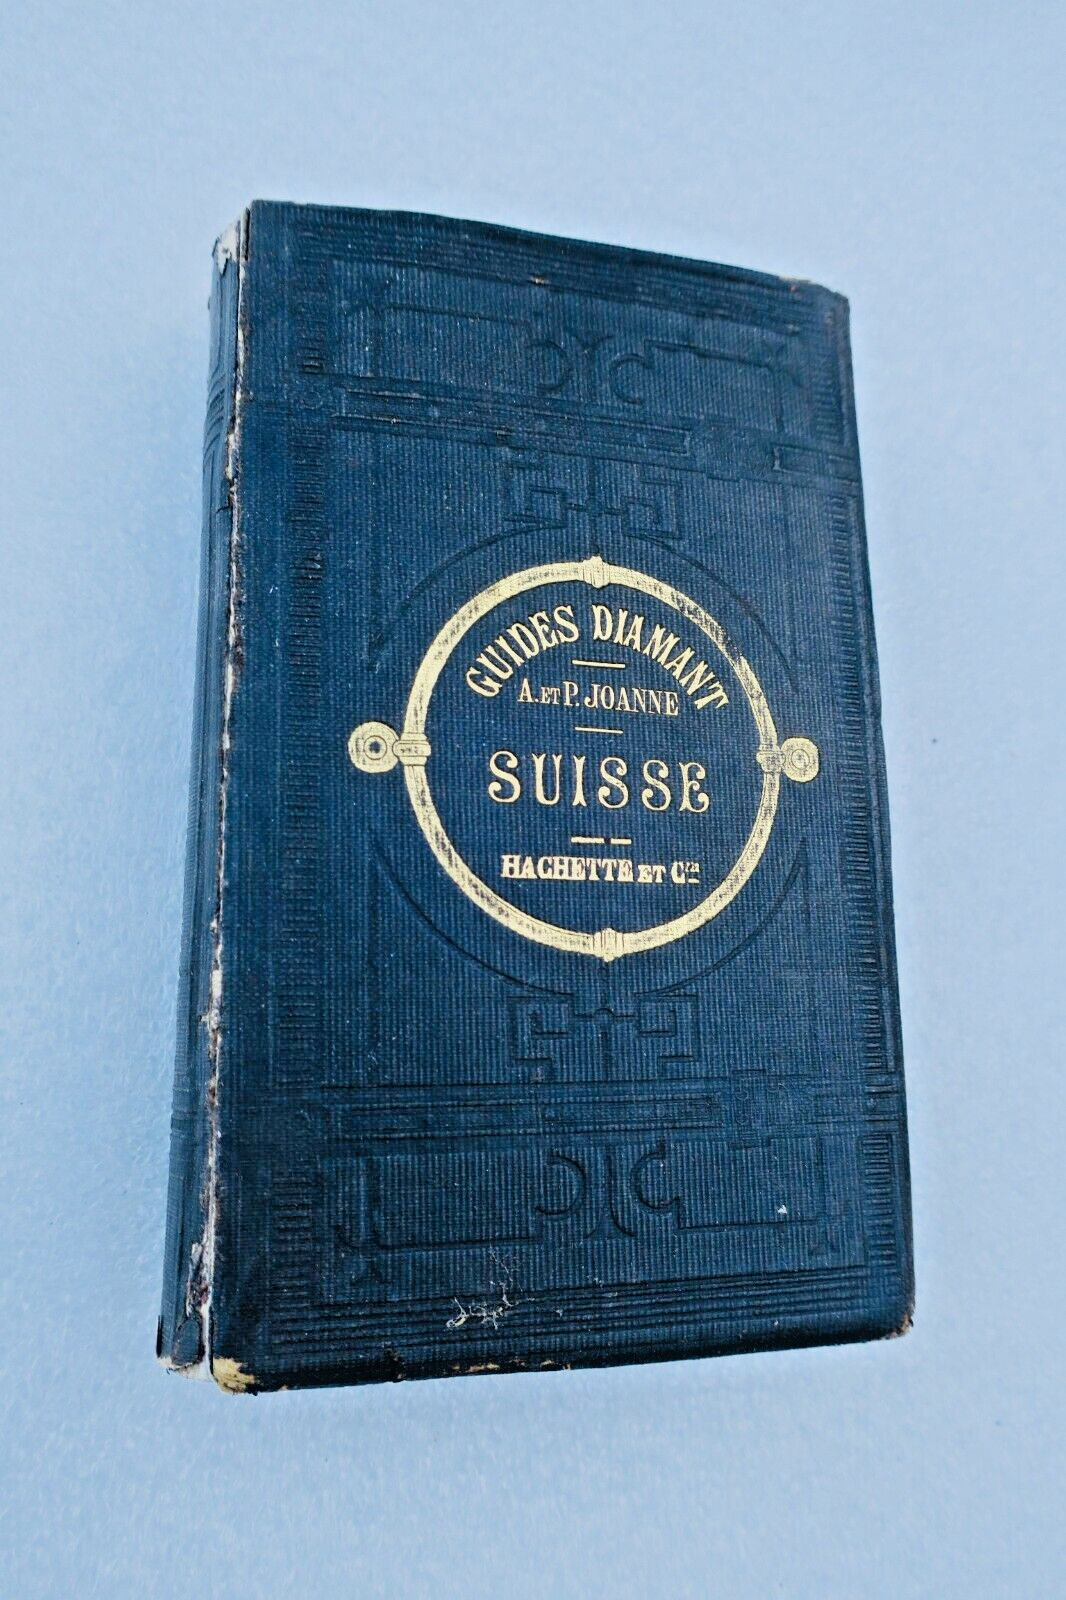 GUIDES DIAMANT
A. ET P. JOANNE
SUISSE
HACHETTE ET Cie